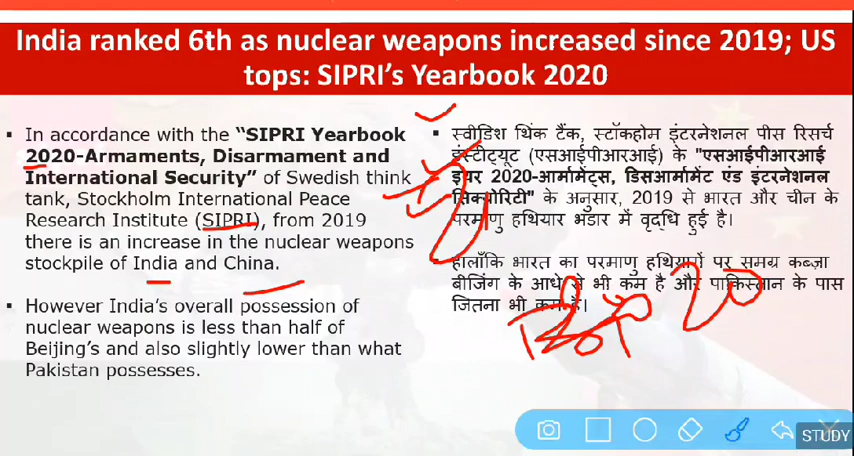 India ranked 6th as nuclear weapons increased since 2019; US
tops: SIPRI's Yearbook 2020
▪ In accordance with the "SIPRI Yearbook
2020-Armaments, Disarmament and
International Security" of Swedish think
tank, Stockholm International Peace
Research Institute (SIPRI), from 2019
there is an increase in the nuclear weapons
stockpile of India and China.
▪ However India's overall possession of
nuclear weapons is less than half of
Beijing's and also slightly lower than what
Pakistan possesses.
▪ स्वीडिश थिंक टैंक, स्टॉकहोम इंटरनेशनल पीस रिसर्च
इंस्टीट्यूट (एसआईपीआरआई) के "एसआईपीआरआई
इयर 2020-आर्मामेंट्स, डिसआर्मामेंट एंड इंटरनेशनल
सिक्योरिटी" के अनुसार, 2019 से भारत और चीन के
परमाणु हथियार भंडार में वृद्धि हुई है।
हालाँकि भारत का परमाणु हथियारों पर समग्र कब्ज़ा
बीजिंग के आधे से भी कम है और पाकिस्तान के पास
जितना भी कम है।
20
STUDY